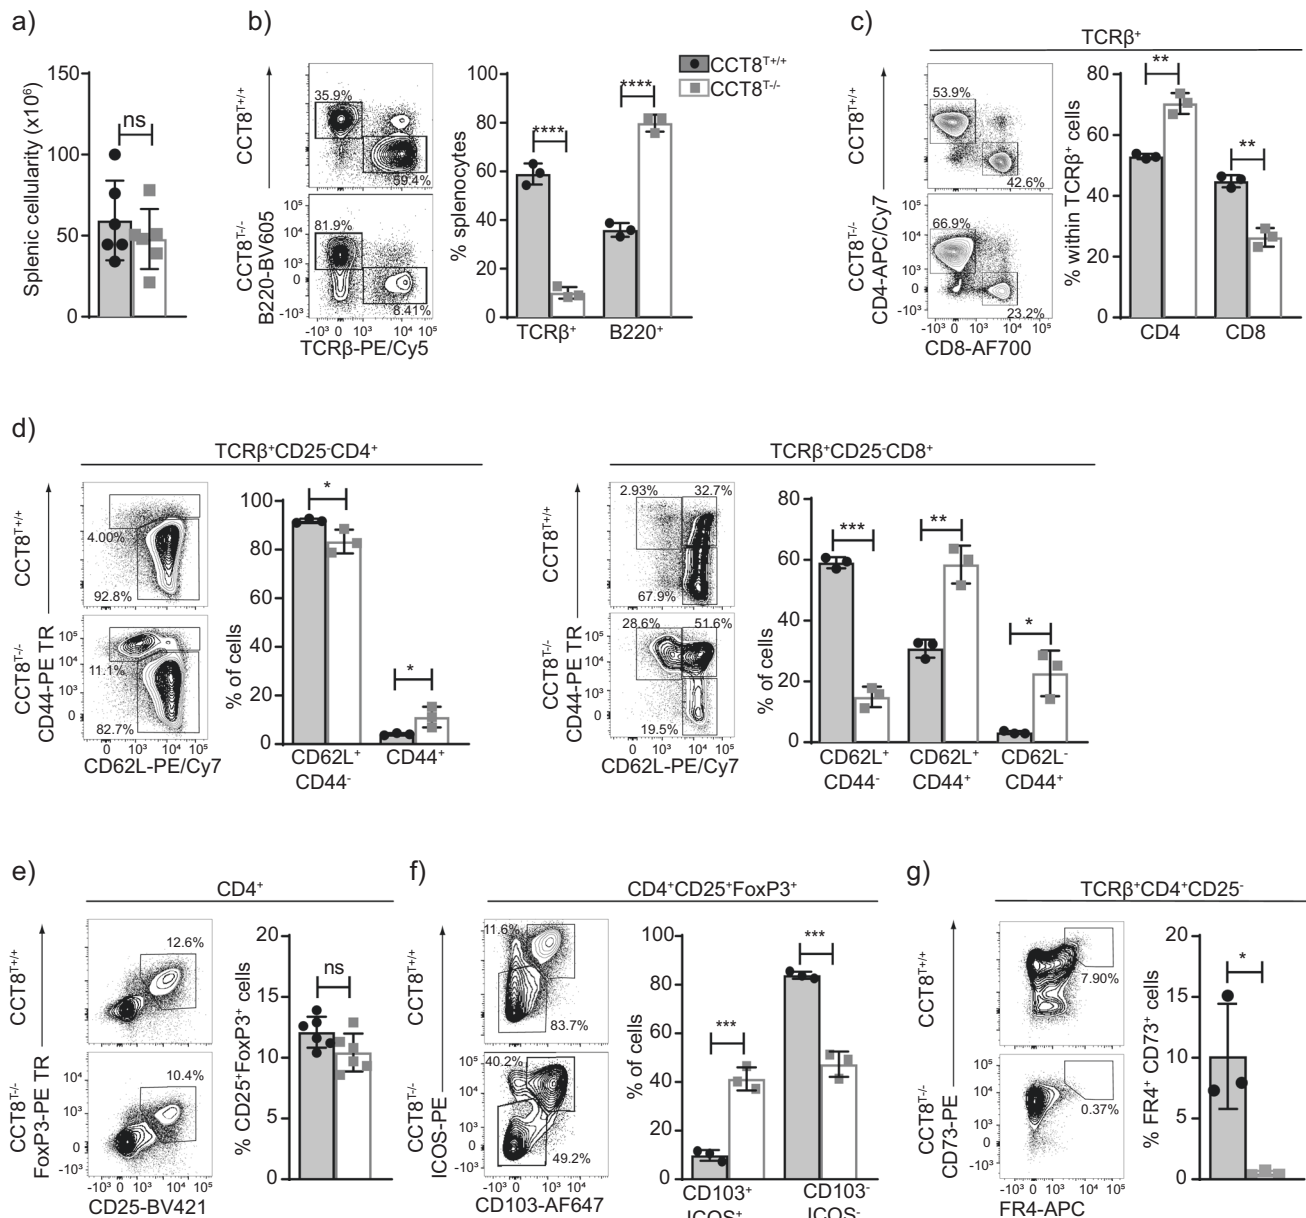 a)
Splenic cellularity (x10⁶)
150
100
50
0
ns
b)
CCT8ᵀ⁺/⁺
CCT8ᵀ⁻/⁻
B220-BV605
35.9%
59.4%
81.9%
8.41%
10⁵
10⁴
10³
0
-10³
-10³ 0 10³ 10⁴ 10⁵
TCRβ-PE/Cy5
% splenocytes
100
80
60
40
20
0
****
****
TCRβ⁺ B220⁺
CCT8ᵀ⁺/⁺
CCT8ᵀ⁻/⁻
c)
TCRβ⁺
CCT8ᵀ⁺/⁺
CCT8ᵀ⁻/⁻
CD4-APC/Cy7
53.9%
42.6%
66.9%
23.2%
10⁵
10⁴
10³
0
-10³
-10³ 0 10³ 10⁴ 10⁵
CD8-AF700
% within TCRβ⁺ cells
80
60
40
20
0
**
**
CD4 CD8
d)
TCRβ⁺CD25⁻CD4⁺
CCT8ᵀ⁺/⁺
CCT8ᵀ⁻/⁻
CD44-PE TR
4.00%
92.8%
11.1%
82.7%
10⁵
10⁴
10³
0
0 10³ 10⁴ 10⁵
CD62L-PE/Cy7
% of cells
100
80
60
40
20
0
*
*
CD62L⁺
CD44⁻
CD44⁺
TCRβ⁺CD25⁻CD8⁺
CCT8ᵀ⁺/⁺
CCT8ᵀ⁻/⁻
CD44-PE TR
2.93% 32.7%
67.9%
28.6% 51.6%
19.5%
10⁵
10⁴
10³
0
0 10³ 10⁴ 10⁵
CD62L-PE/Cy7
% of cells
80
60
40
20
0
***
**
*
CD62L⁺ CD62L⁺ CD62L⁻
CD44⁻ CD44⁺ CD44⁺
e)
CD4⁺
CCT8ᵀ⁺/⁺
CCT8ᵀ⁻/⁻
FoxP3-PE TR
12.6%
10.4%
10⁴
10³
0
-10³
-10³ 0 10³ 10⁴ 10⁵
CD25-BV421
% CD25⁺FoxP3⁺ cells
20
15
10
5
0
ns
f)
CD4⁺CD25⁺FoxP3⁺
CCT8ᵀ⁺/⁺
CCT8ᵀ⁻/⁻
ICOS-PE
11.6%
83.7%
40.2%
49.2%
10⁵
10⁴
10³
0
-10³
-10³ 0 10³ 10⁴ 10⁵
CD103-AF647
% of cells
100
80
60
40
20
0
***
***
CD103⁺ CD103⁻
ICOS⁺ ICOS⁻
g)
TCRβ⁺CD4⁺CD25⁻
CCT8ᵀ⁺/⁺
CCT8ᵀ⁻/⁻
CD73-PE
7.90%
0.37%
10⁵
10⁴
10³
0
-10³
-10³ 0 10³ 10⁴ 10⁵
FR4-APC
% FR4⁺ CD73⁺ cells
20
15
10
5
0
*